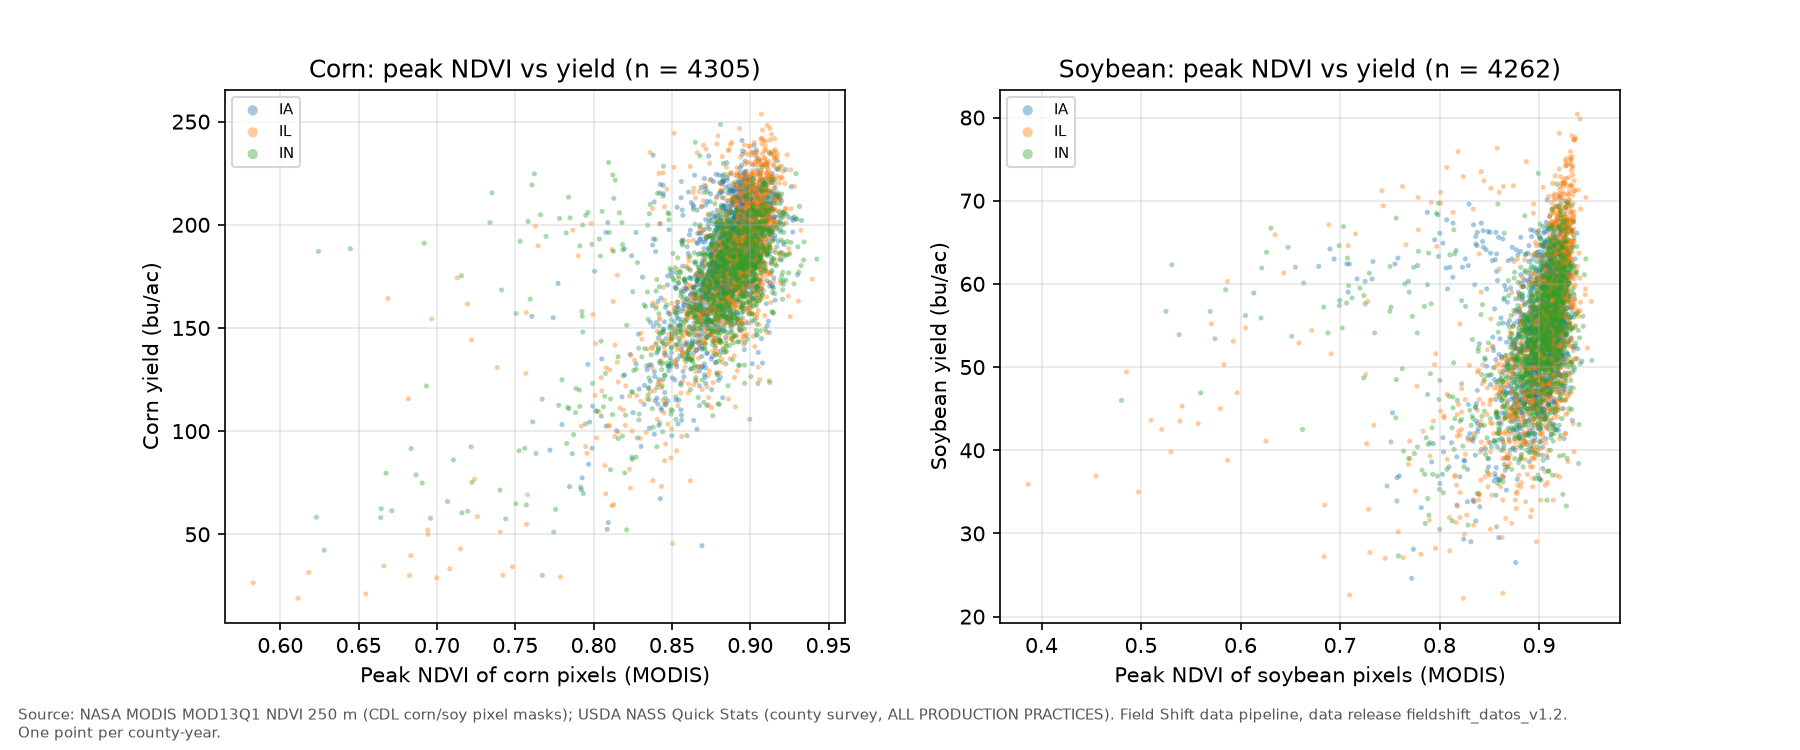 Corn: peak NDVI vs yield (n = 4305)
IA
IL
IN
250
200
150
100
50
Corn yield (bu/ac)
0.60 0.65 0.70 0.75 0.80 0.85 0.90 0.95
Peak NDVI of corn pixels (MODIS)
Soybean: peak NDVI vs yield (n = 4262)
IA
IL
IN
80
70
60
50
40
30
20
Soybean yield (bu/ac)
0.4 0.5 0.6 0.7 0.8 0.9
Peak NDVI of soybean pixels (MODIS)
Source: NASA MODIS MOD13Q1 NDVI 250 m (CDL corn/soy pixel masks); USDA NASS Quick Stats (county survey, ALL PRODUCTION PRACTICES). Field Shift data pipeline, data release fieldshift_datos_v1.2.
One point per county-year.